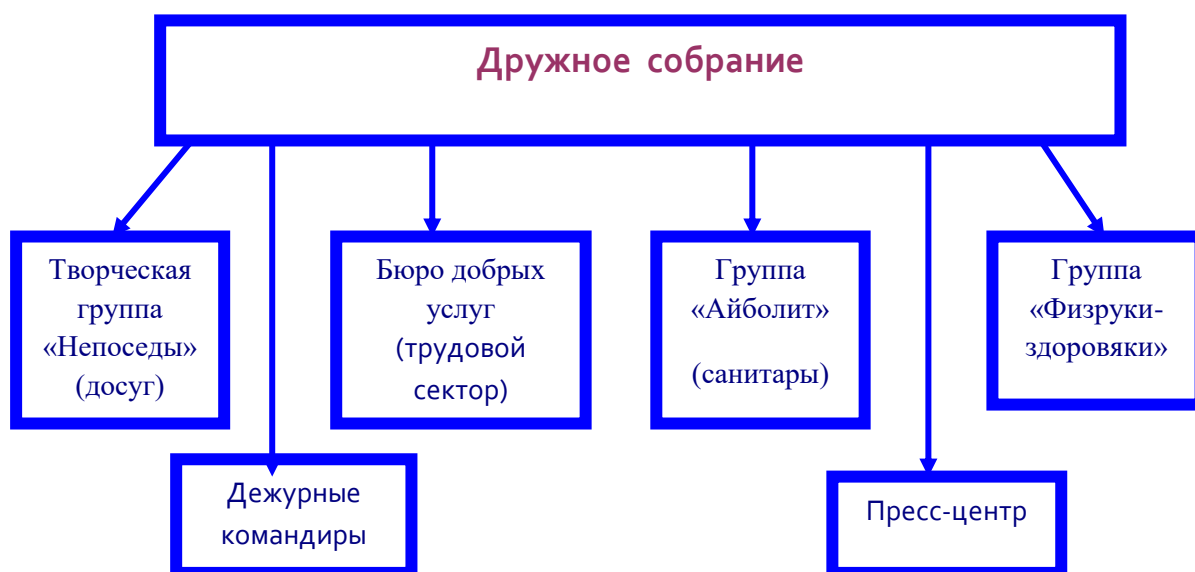 Дружное собрание
Творческая
группа
«Непоседы»
(досуг)
Бюро добрых
услуг
(трудовой
сектор)
Группа
«Айболит»
(санитары)
Группа
«Физруки-
здоровяки»
Дежурные
командиры
Пресс-центр